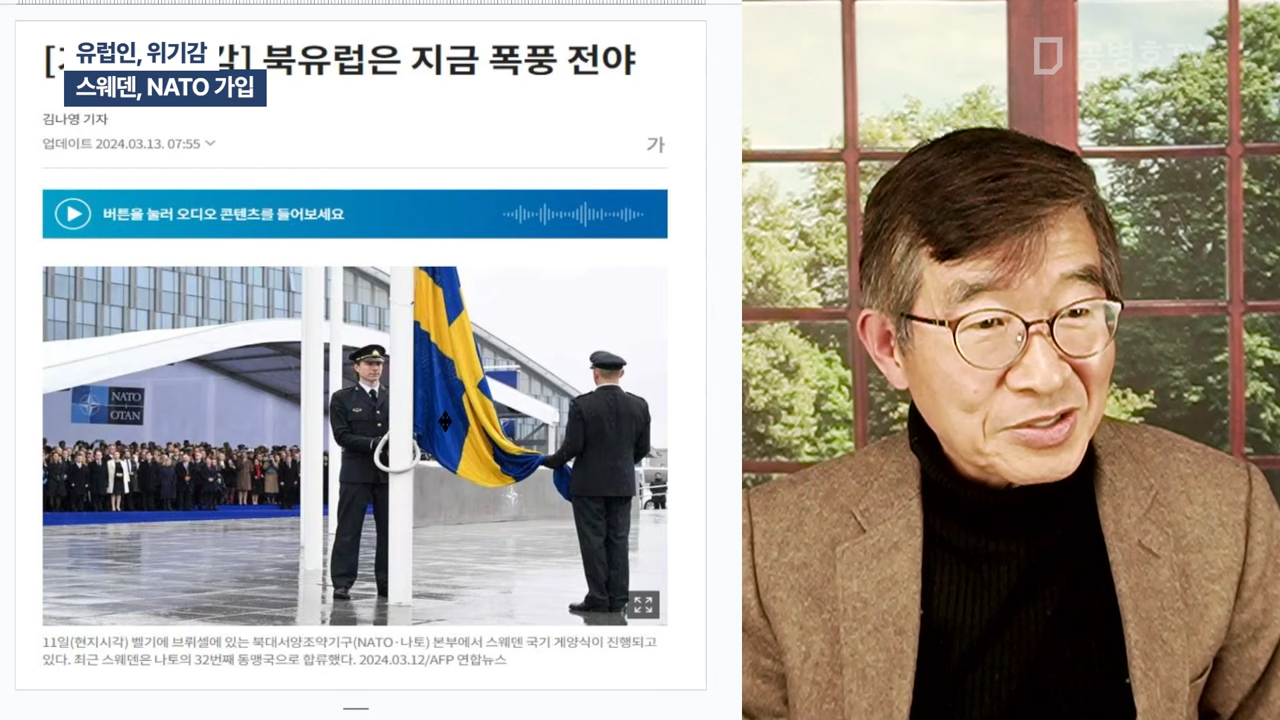 유럽인, 위기감
스웨덴, NATO 가입
감] 북유럽은 지금 폭풍 전야
김나영 기자
업데이트 2024.03.13. 07:55
가
버튼을 눌러 오디오 콘텐츠를 들어보세요
NATO
OTAN
11일(현지시각) 벨기에 브뤼셀에 있는 북대서양조약기구(NATO·나토) 본부에서 스웨덴 국기 게양식이 진행되고
있다. 최근 스웨덴은 나토의 32번째 동맹국으로 합류했다. 2024.03.12/AFP 연합뉴스
공병호TV